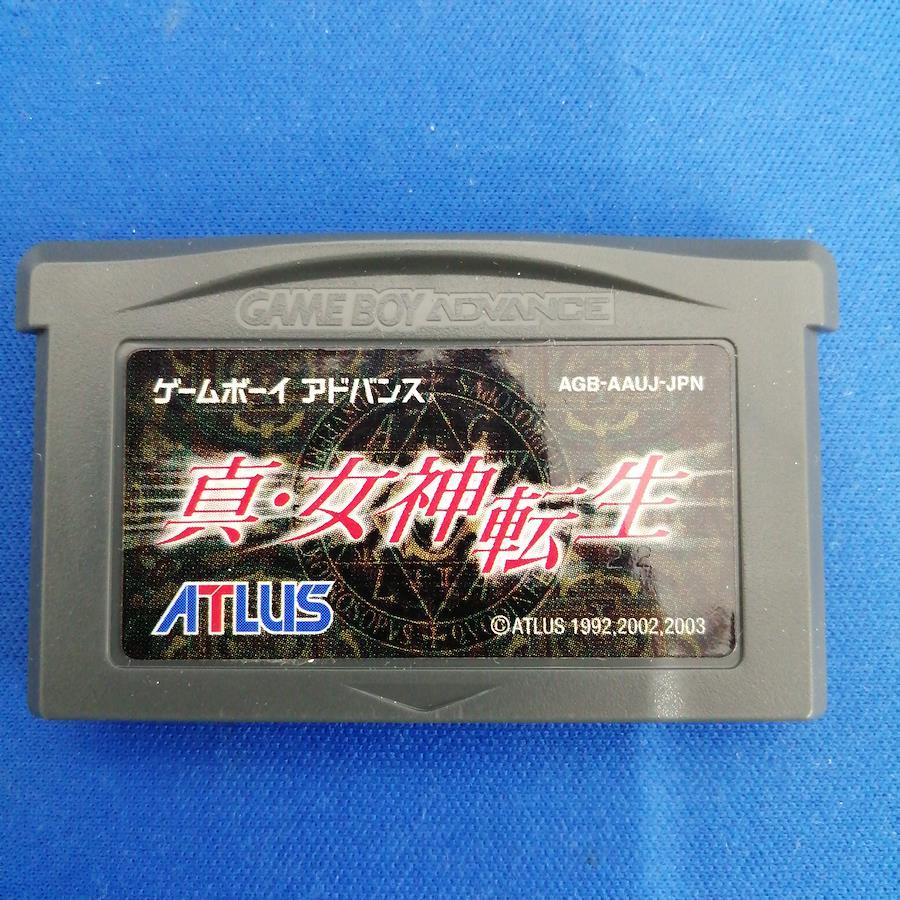 GAME BOY ADVANCE
ゲームボーイ アドバンス
AGB-AAUJ-JPN
真・女神転生
22
ATLUS
©ATLUS 1992,2002,2003